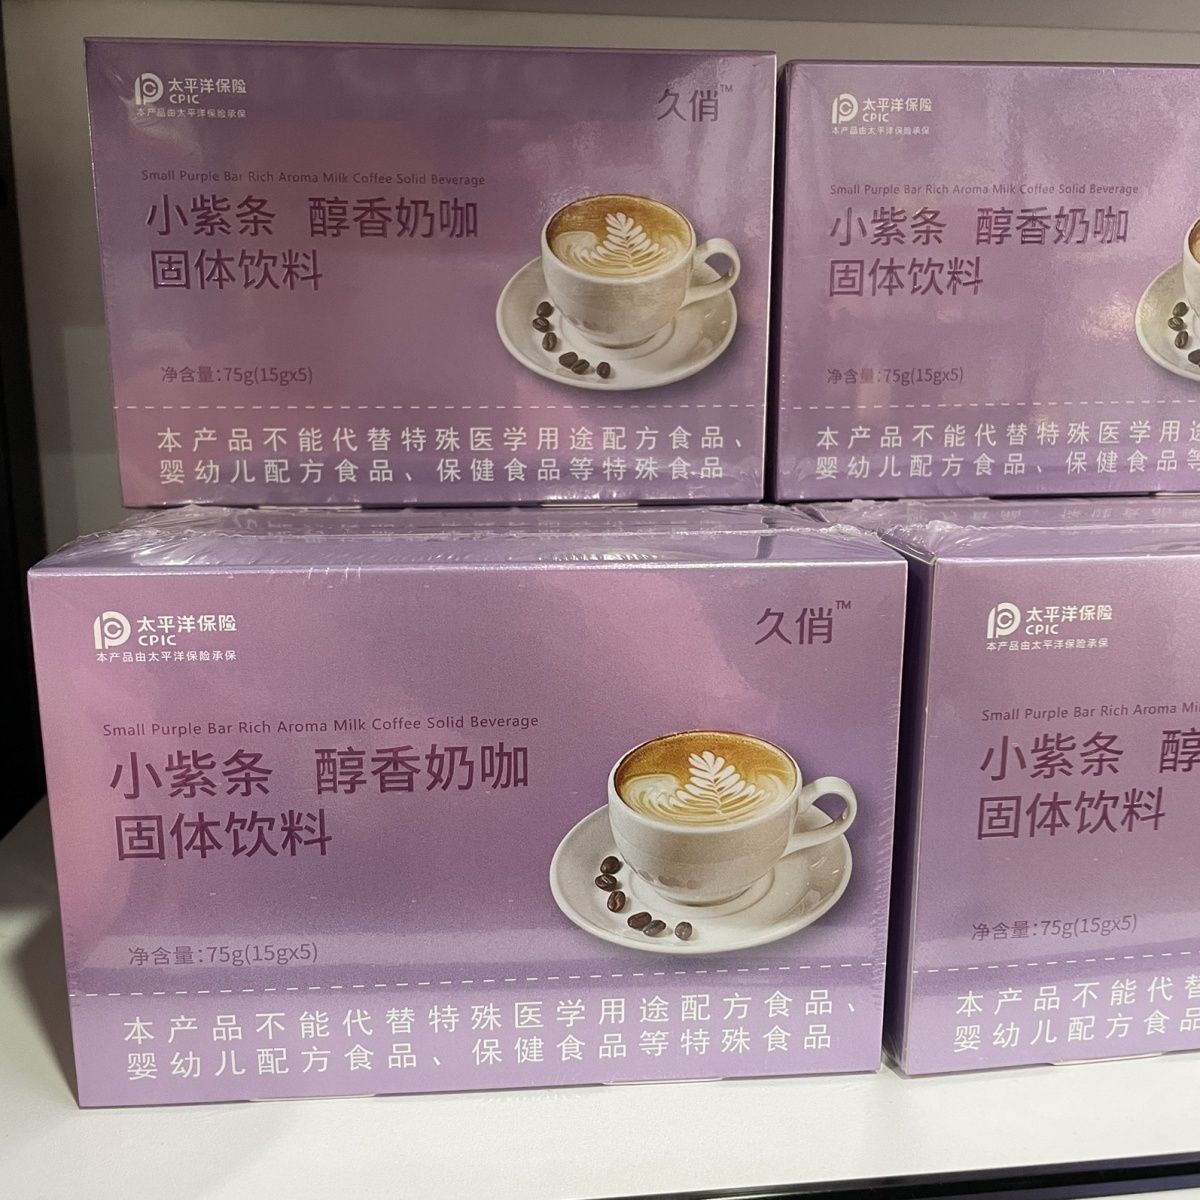 太平洋保险
CPIC
本产品由太平洋保险承保
久俏™
Small Purple Bar Rich Aroma Milk Coffee Solid Beverage
小紫条 醇香奶咖
固体饮料
净含量:75g(15gx5)
本产品不能代替特殊医学用途配方食品、
婴幼儿配方食品、保健食品等特殊食品
太平洋保险
CPIC
本产品由太平洋保险承保
Small Purple Bar Rich Aroma Milk Coffee Solid Beverage
小紫条 醇香奶咖
固体饮料
净含量:75g(15gx5)
本产品不能代替特殊医学用
婴幼儿配方食品、保健食品
太平洋保险
CPIC
本产品由太平洋保险承保
久俏™
Small Purple Bar Rich Aroma Milk Coffee Solid Beverage
小紫条 醇香奶咖
固体饮料
净含量:75g(15gx5)
本产品不能代替特殊医学用途配方食品、
婴幼儿配方食品、保健食品等特殊食品
太平洋保险
CPIC
本产品由太平洋保险承保
Small Purple Bar Rich Aroma
小紫条 醇
固体饮料
净含量:75g(15gx5)
本产品不能代
婴幼儿配方食